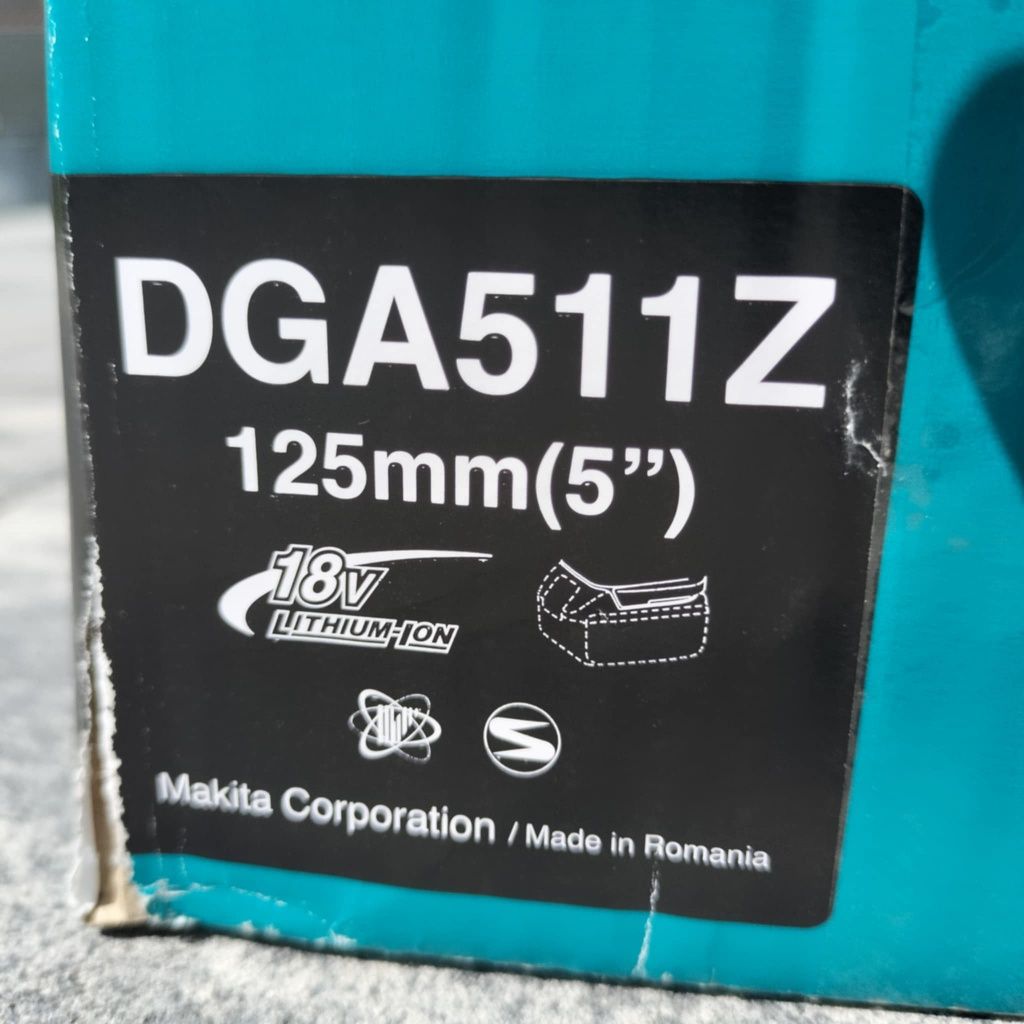 DGA511Z
125mm(5”)
18V
LITHIUM-ION
Makita Corporation / Made in Romania